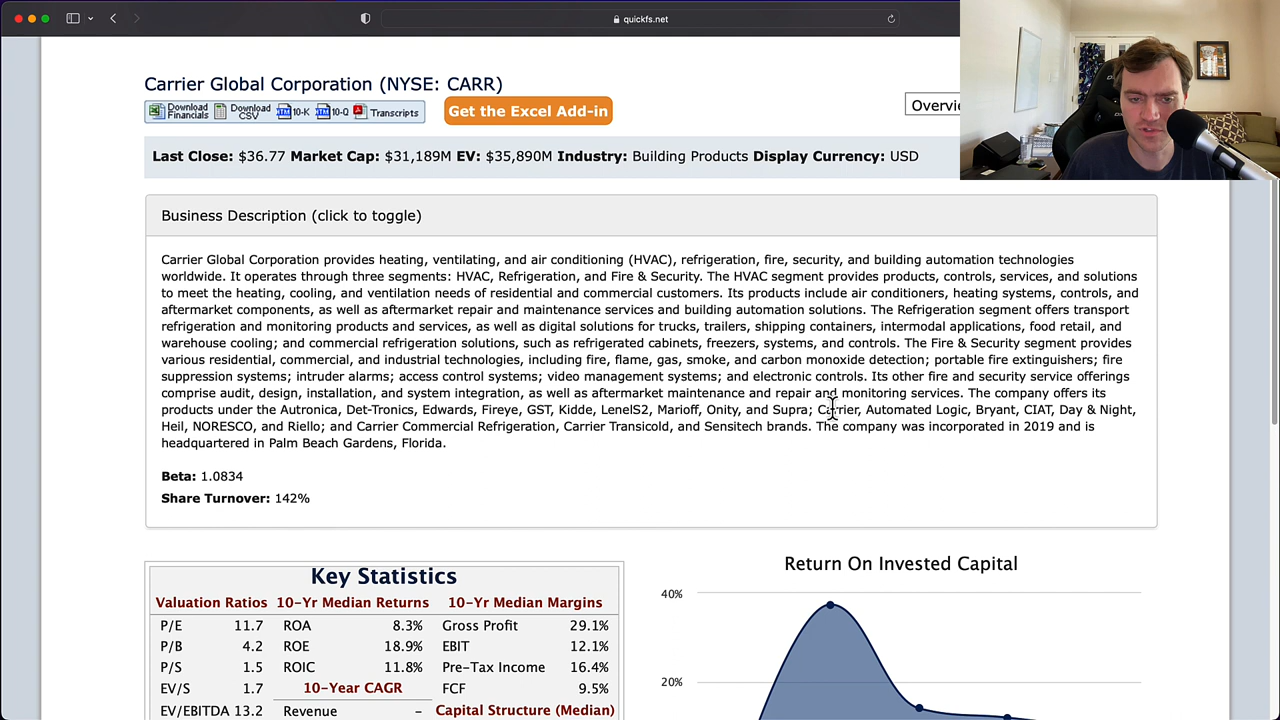 quickfs.net
Carrier Global Corporation (NYSE: CARR)
Download Financials Download CSV 10-K 10-Q Transcripts Get the Excel Add-in
Overvie
Last Close: $36.77 Market Cap: $31,189M EV: $35,890M Industry: Building Products Display Currency: USD
Business Description (click to toggle)
Carrier Global Corporation provides heating, ventilating, and air conditioning (HVAC), refrigeration, fire, security, and building automation technologies
worldwide. It operates through three segments: HVAC, Refrigeration, and Fire & Security. The HVAC segment provides products, controls, services, and solutions
to meet the heating, cooling, and ventilation needs of residential and commercial customers. Its products include air conditioners, heating systems, controls, and
aftermarket components, as well as aftermarket repair and maintenance services and building automation solutions. The Refrigeration segment offers transport
refrigeration and monitoring products and services, as well as digital solutions for trucks, trailers, shipping containers, intermodal applications, food retail, and
warehouse cooling; and commercial refrigeration solutions, such as refrigerated cabinets, freezers, systems, and controls. The Fire & Security segment provides
various residential, commercial, and industrial technologies, including fire, flame, gas, smoke, and carbon monoxide detection; portable fire extinguishers; fire
suppression systems; intruder alarms; access control systems; video management systems; and electronic controls. Its other fire and security service offerings
comprise audit, design, installation, and system integration, as well as aftermarket maintenance and repair and monitoring services. The company offers its
products under the Autronica, Det-Tronics, Edwards, Fireye, GST, Kidde, LenelS2, Marioff, Onity, and Supra; Carrier, Automated Logic, Bryant, CIAT, Day & Night,
Heil, NORESCO, and Riello; and Carrier Commercial Refrigeration, Carrier Transicold, and Sensitech brands. The company was incorporated in 2019 and is
headquartered in Palm Beach Gardens, Florida.
Beta: 1.0834
Share Turnover: 142%
Key Statistics
Valuation Ratios 10-Yr Median Returns 10-Yr Median Margins
P/E 11.7 ROA 8.3% Gross Profit 29.1%
P/B 4.2 ROE 18.9% EBIT 12.1%
P/S 1.5 ROIC 11.8% Pre-Tax Income 16.4%
EV/S 1.7 10-Year CAGR FCF 9.5%
EV/EBITDA 13.2 Revenue – Capital Structure (Median)
Return On Invested Capital
40%
20%